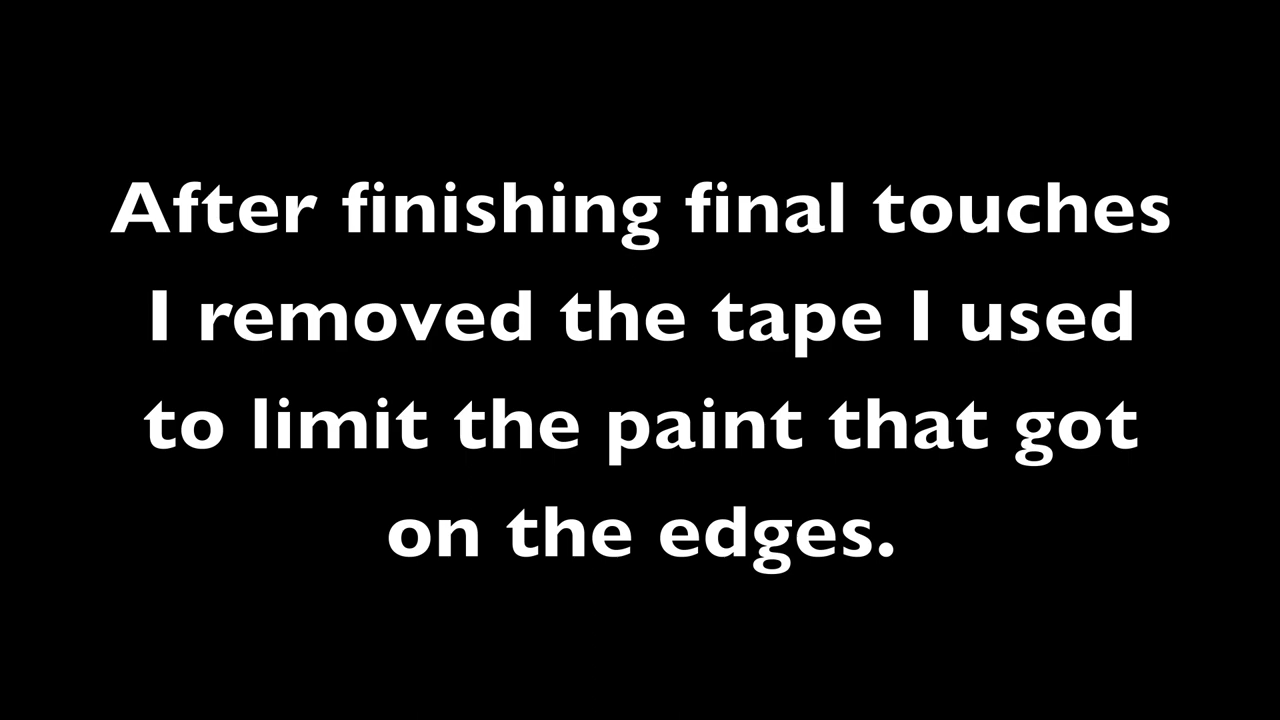 After finishing final touches
I removed the tape I used
to limit the paint that got
on the edges.